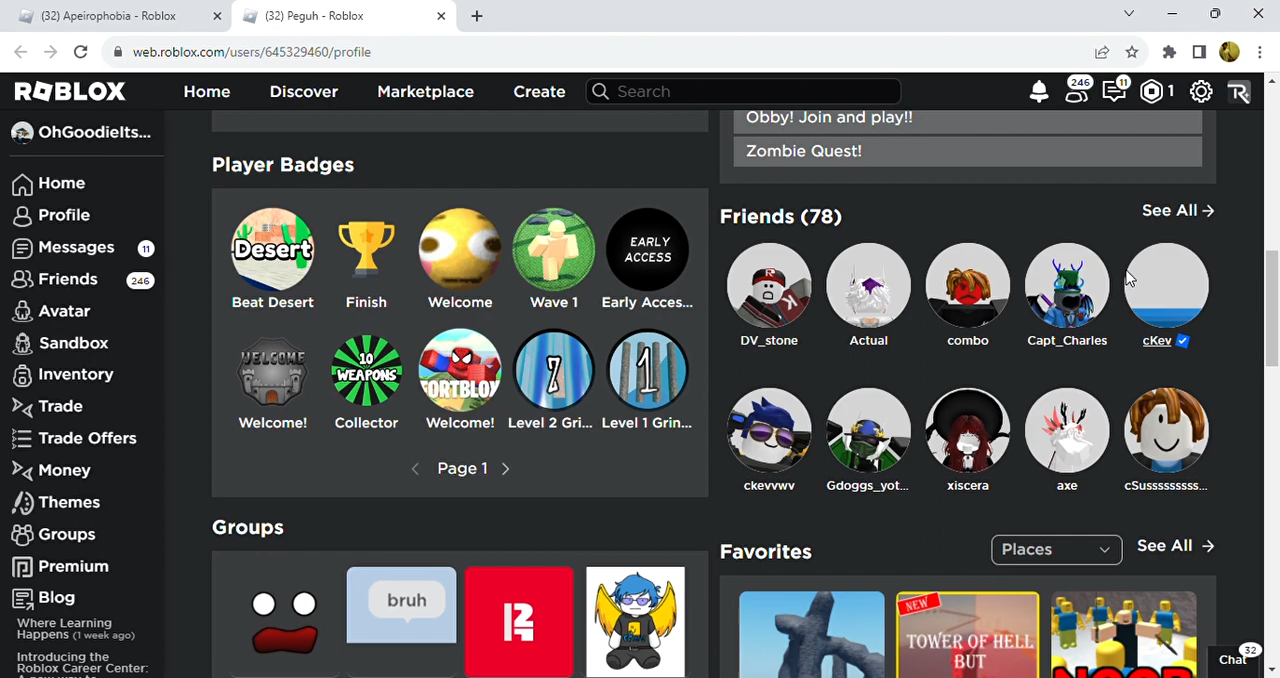 (32) Apeirophobia - Roblox
(32) Peguh - Roblox
web.roblox.com/users/645329460/profile
ROBLOX
Home
Discover
Marketplace
Create
Search
246
11
1
OhGoodieIts...
Home
Profile
Messages 11
Friends 246
Avatar
Sandbox
Inventory
Trade
Trade Offers
Money
Themes
Groups
Premium
Blog
Where Learning
Happens (1 week ago)
Introducing the
Roblox Career Center:
Player Badges
Desert
EARLY
ACCESS
Beat Desert
Finish
Welcome
Wave 1
Early Acces...
WELCOME
10
WEAPONS
FORTBLOX
7
1
Welcome!
Collector
Welcome!
Level 2 Gri...
Level 1 Grin...
Page 1
Groups
bruh
Obby! Join and play!!
Zombie Quest!
Friends (78)
See All
DV_stone
Actual
combo
Capt_Charles
cKev
ckevvwv
Gdoggs_yot...
xiscera
axe
cSusssssssss...
Favorites
Places
See All
NEW
TOWER OF HELL
BUT
NOOB
Chat
32